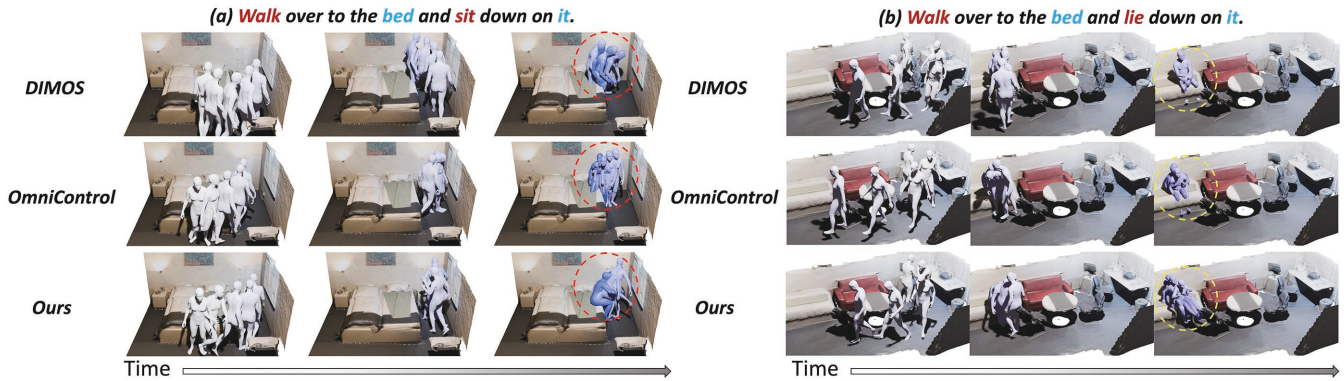 (a) Walk over to the bed and sit down on it.
(b) Walk over to the bed and lie down on it.
DIMOS
DIMOS
OmniControl
OmniControl
Ours
Ours
Time
Time